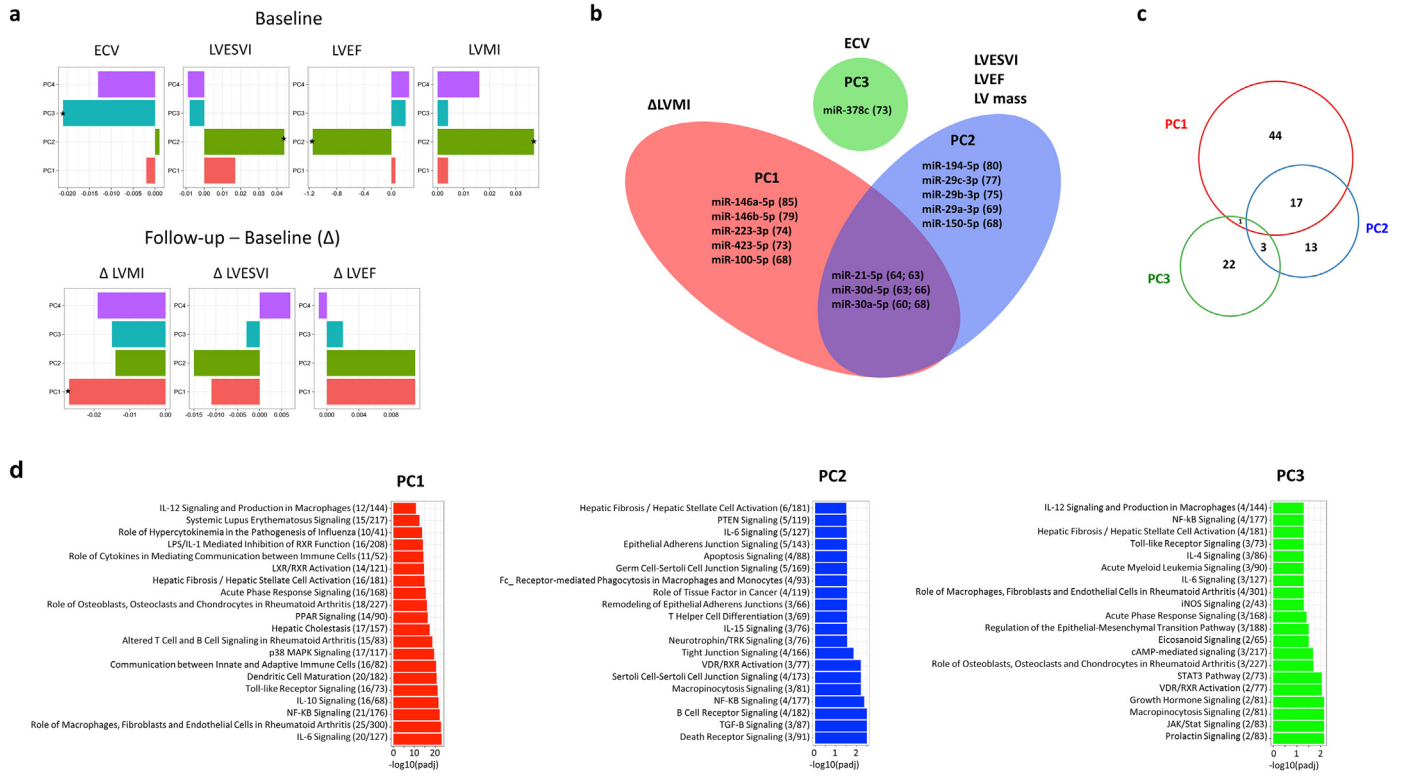 a
Baseline
ECV
LVESVI
LVEF
LVMI
PC4
PC3
PC2
PC1
-0.020
-0.015
-0.010
-0.005
0.000
PC4
PC3
PC2
PC1
0.00
0.01
0.02
0.03
0.04
PC4
PC3
PC2
PC1
-1.2
-0.8
-0.4
0.0
PC4
PC3
PC2
PC1
0.00
0.01
0.02
0.03
Follow-up – Baseline (Δ)
Δ LVMI
Δ LVESVI
Δ LVEF
PC4
PC3
PC2
PC1
-0.02
-0.01
0.00
PC4
PC3
PC2
PC1
-0.015
-0.010
-0.005
0.000
0.005
PC4
PC3
PC2
PC1
0.000
0.004
0.008
b
ΔLVMI
ECV
PC3
miR-378c (73)
LVESVI
LVEF
LV mass
PC1
miR-146a-5p (85)
miR-146b-5p (79)
miR-223-3p (74)
miR-423-5p (73)
miR-100-5p (68)
PC2
miR-194-5p (80)
miR-29c-3p (77)
miR-29b-3p (75)
miR-29a-3p (69)
miR-150-5p (68)
miR-21-5p (64; 63)
miR-30d-5p (63; 66)
miR-30a-5p (60; 68)
c
PC1
44
17
1
3
13
22
PC2
PC3
d
PC1
IL-12 Signaling and Production in Macrophages (12/144)
Systemic Lupus Erythematosus Signaling (15/217)
Role of Hypercytokinemia in the Pathogenesis of Influenza (10/41)
LPS/IL-1 Mediated Inhibition of RXR Function (16/208)
Role of Cytokines in Mediating Communication between Immune Cells (11/52)
LXR/RXR Activation (14/121)
Hepatic Fibrosis / Hepatic Stellate Cell Activation (16/181)
Acute Phase Response Signaling (16/168)
Role of Osteoblasts, Osteoclasts and Chondrocytes in Rheumatoid Arthritis (18/227)
PPAR Signaling (14/90)
Hepatic Cholestasis (17/157)
Altered T Cell and B Cell Signaling in Rheumatoid Arthritis (15/83)
p38 MAPK Signaling (17/117)
Communication between Innate and Adaptive Immune Cells (16/82)
Dendritic Cell Maturation (20/182)
Toll-like Receptor Signaling (16/73)
IL-10 Signaling (16/68)
NF-KB Signaling (21/176)
Role of Macrophages, Fibroblasts and Endothelial Cells in Rheumatoid Arthritis (25/300)
IL-6 Signaling (20/127)
0
10
20
-log10(padj)
PC2
Hepatic Fibrosis / Hepatic Stellate Cell Activation (6/181)
PTEN Signaling (5/119)
IL-6 Signaling (5/127)
Epithelial Adherens Junction Signaling (5/143)
Apoptosis Signaling (4/88)
Germ Cell-Sertoli Cell Junction Signaling (5/169)
Fc_ Receptor-mediated Phagocytosis in Macrophages and Monocytes (4/93)
Role of Tissue Factor in Cancer (4/119)
Remodeling of Epithelial Adherens Junctions (3/66)
T Helper Cell Differentiation (3/69)
IL-15 Signaling (3/76)
Neurotrophin/TRK Signaling (3/76)
Tight Junction Signaling (4/166)
VDR/RXR Activation (3/77)
Sertoli Cell-Sertoli Cell Junction Signaling (4/173)
Macropinocytosis Signaling (3/81)
NF-KB Signaling (4/177)
B Cell Receptor Signaling (4/182)
TGF-B Signaling (3/87)
Death Receptor Signaling (3/91)
0
1
2
-log10(padj)
PC3
IL-12 Signaling and Production in Macrophages (4/144)
NF-kB Signaling (4/177)
Hepatic Fibrosis / Hepatic Stellate Cell Activation (4/181)
Toll-like Receptor Signaling (3/73)
IL-4 Signaling (3/86)
Acute Myeloid Leukemia Signaling (3/90)
IL-6 Signaling (3/127)
Role of Macrophages, Fibroblasts and Endothelial Cells in Rheumatoid Arthritis (4/301)
iNOS Signaling (2/43)
Acute Phase Response Signaling (3/168)
Regulation of the Epithelial-Mesenchymal Transition Pathway (3/188)
Eicosanoid Signaling (2/65)
cAMP-mediated signaling (3/217)
Role of Osteoblasts, Osteoclasts and Chondrocytes in Rheumatoid Arthritis (3/227)
STAT3 Pathway (2/73)
VDR/RXR Activation (2/77)
Growth Hormone Signaling (2/81)
Macropinocytosis Signaling (2/81)
JAK/Stat Signaling (2/83)
Prolactin Signaling (2/83)
0
1
2
-log10(padj)